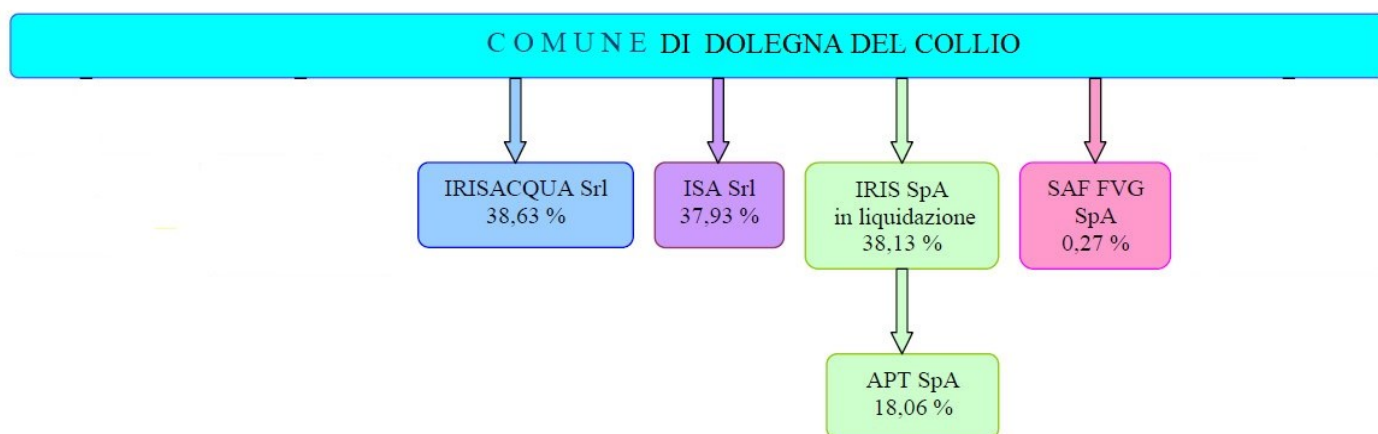 COMUNE DI DOLEGNA DEL COLLIO
IRISACQUA Srl
38,63 %
ISA Srl
37,93 %
IRIS SpA
in liquidazione
38,13 %
SAF FVG
SpA
0,27 %
APT SpA
18,06 %